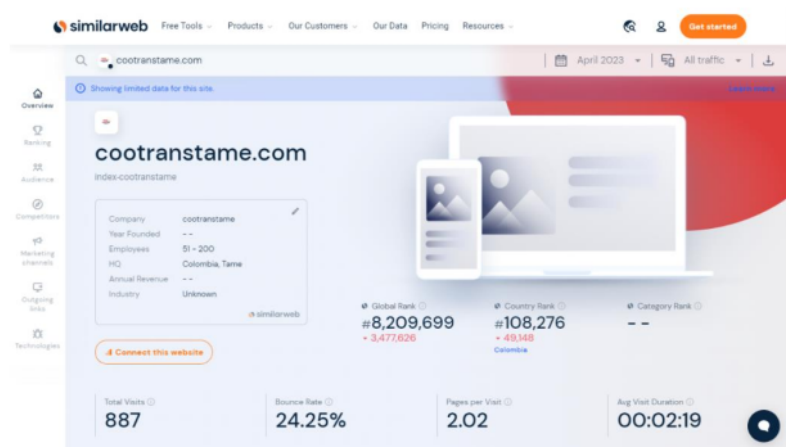 similarweb Free Tools Products Our Customers Our Data Pricing Resources Get started
cootranstame.com April 2023 All traffic
Showing limited data for this site. Learn more
Overview
Ranking
Audience
Competitors
Marketing
channels
Outgoing
links
Technologies
cootranstame.com
index-cootranstame
Company cootranstame
Year Founded - -
Employees 51 - 200
HQ Colombia, Tame
Annual Revenue - -
Industry Unknown
similarweb
Connect this website
Global Rank
#8,209,699
3,477,626
Country Rank
#108,276
49,148
Colombia
Category Rank
- -
Total Visits
887
Bounce Rate
24.25%
Pages per Visit
2.02
Avg Visit Duration
00:02:19